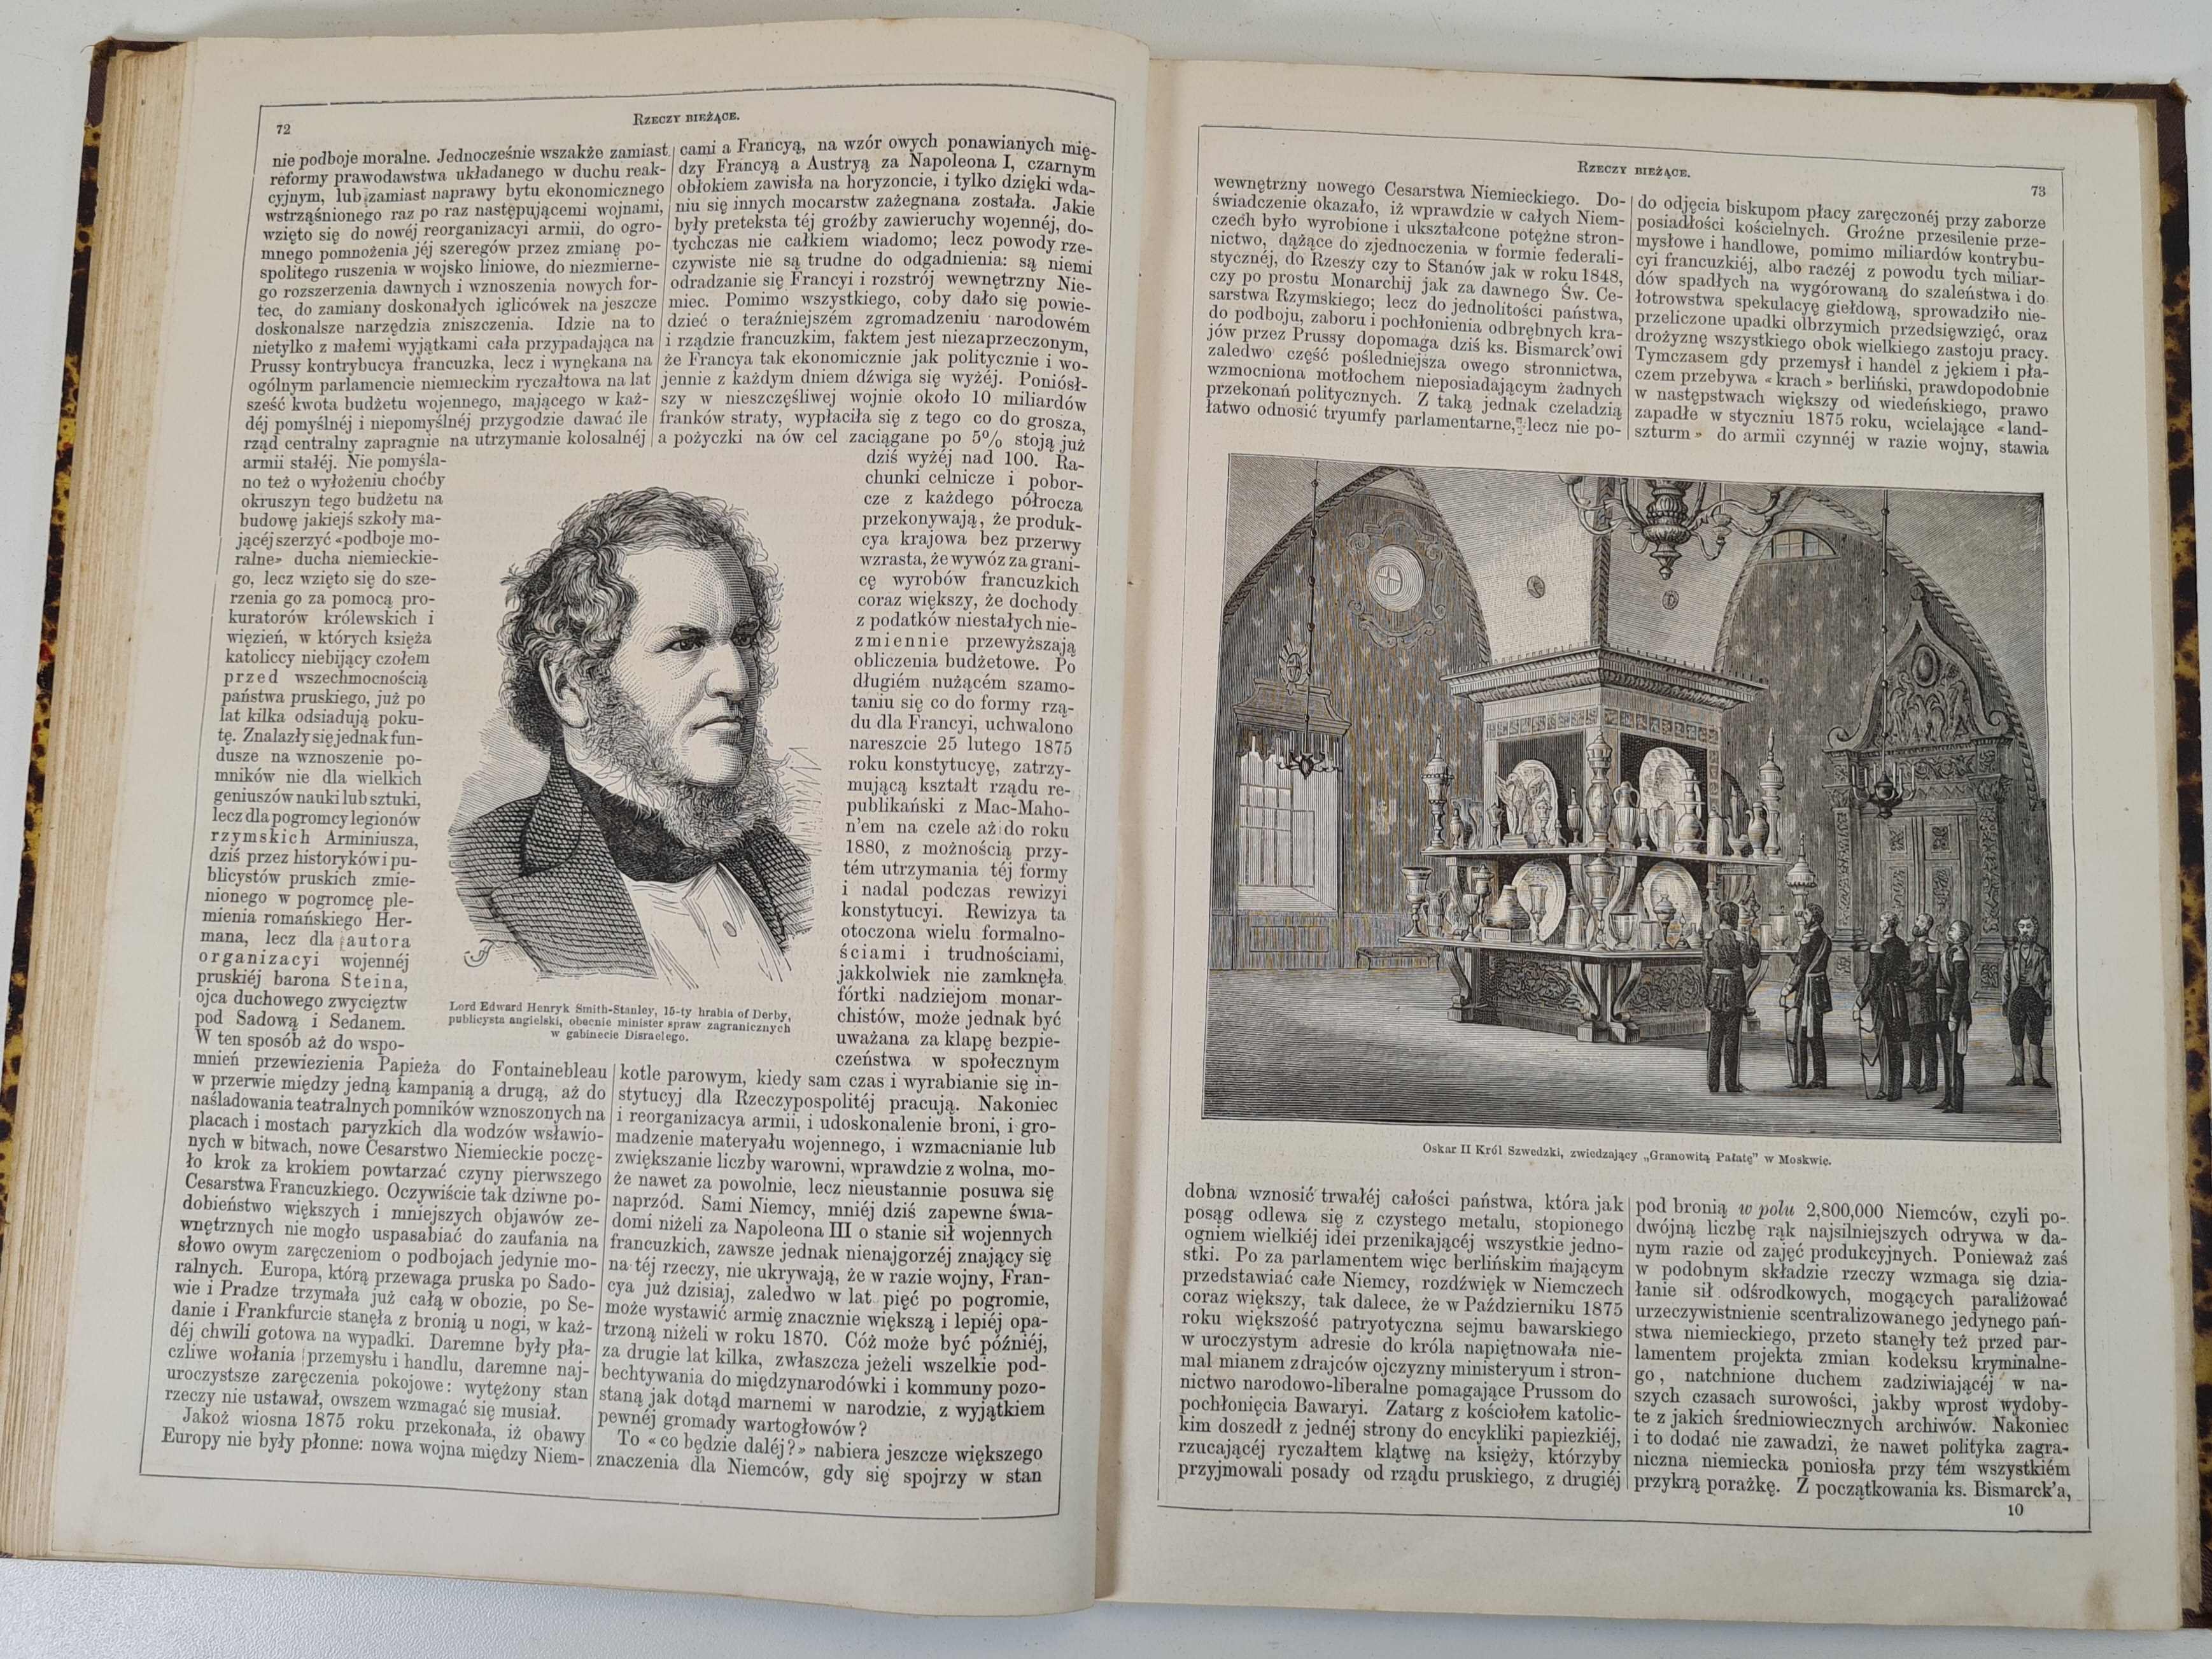 72
RZECZY BIEŻĄCE.
nie podboje moralne. Jednocześnie wszakże zamiast
reformy prawodawstwa układanego w duchu reak-
cyjnym, lub zamiast naprawy bytu ekonomicznego
wstrząśnionego raz po raz następującemi wojnami,
wzięto się do nowéj reorganizacyi armii, do ogro-
mnego pomnożenia jéj szeregów przez zmianę po-
spolitego ruszenia w wojsko liniowe, do niezmierne-
go rozszerzenia dawnych i wznoszenia nowych for-
tec, do zamiany doskonałych iglicówek na jeszcze
doskonalsze narzędzia zniszczenia. Idzie na to
nietylko z małemi wyjątkami cała przypadająca na
Prussy kontrybucya francuzka, lecz i wynękana na
ogólnym parlamencie niemieckim ryczałtowa na lat
sześć kwota budżetu wojennego, mającego w każ-
déj pomyślnéj i niepomyślnéj przygodzie dawać ile
rząd centralny zapragnie na utrzymanie kolosalnéj
armii stałéj. Nie pomyśla-
no też o wyłożeniu choćby
okruszyn tego budżetu na
budowę jakiejś szkoły ma-
jącéj szerzyć «podboje mo-
ralne» ducha niemieckie-
go, lecz wzięto się do sze-
rzenia go za pomocą pro-
kuratorów królewskich i
więzień, w których księża
katoliccy niebijący czołem
przed wszechmocnością
państwa pruskiego, już po
lat kilka odsiadują poku-
tę. Znalazły się jednak fun-
dusze na wznoszenie po-
mników nie dla wielkich
geniuszów nauki lub sztuki,
lecz dla pogromcy legionów
rzymskich Arminiusza,
dziś przez historyków i pu-
blicystów pruskich zmie-
nionego w pogromcę ple-
mienia romańskiego Her-
mana, lecz dla autora
organizacyi wojennéj
pruskiéj barona Steina,
ojca duchowego zwycięztw
pod Sadową i Sedanem.
W ten sposób aż do wspo-
mnień przewiezienia Papieża do Fontainebleau
w przerwie między jedną kampanią a drugą, aż do
naśladowania teatralnych pomników wznoszonych na
placach i mostach paryzkich dla wodzów wsławio-
nych w bitwach, nowe Cesarstwo Niemieckie poczę-
ło krok za krokiem powtarzać czyny pierwszego
Cesarstwa Francuzkiego. Oczywiście tak dziwne po-
dobieństwo większych i mniejszych objawów ze-
wnętrznych nie mogło uspasabiać do zaufania na
słowo owym zaręczeniom o podbojach jedynie mo-
ralnych. Europa, którą przewaga pruska po Sado-
wie i Pradze trzymała już całą w obozie, po Se-
danie i Frankfurcie stanęła z bronią u nogi, w każ-
déj chwili gotowa na wypadki. Daremne były pła-
czliwe wołania przemysłu i handlu, daremne naj-
uroczystsze zaręczenia pokojowe: wytężony stan
rzeczy nie ustawał, owszem wzmagać się musiał.
Jakoż wiosna 1875 roku przekonała, iż obawy
Europy nie były płonne: nowa wojna między Niem-
cami a Francyą, na wzór owych ponawianych mię-
dzy Francyą a Austryą za Napoleona I, czarnym
obłokiem zawisła na horyzoncie, i tylko dzięki wda-
niu się innych mocarstw zażegnana została. Jakie
były preteksta téj groźby zawieruchy wojennéj, do-
tychczas nie całkiem wiadomo; lecz powody rze-
czywiste nie są trudne do odgadnienia: są niemi
odradzanie się Francyi i rozstrój wewnętrzny Nie-
miec. Pomimo wszystkiego, coby dało się powie-
dzieć o teraźniejszém zgromadzeniu narodowém
i rządzie francuzkim, faktem jest niezaprzeczonym,
że Francya tak ekonomicznie jak politycznie i wo-
jennie z każdym dniem dźwiga się wyżéj. Poniósł-
szy w nieszczęśliwej wojnie około 10 miliardów
franków straty, wypłaciła się z tego co do grosza,
a pożyczki na ów cel zaciągane po 5% stoją już
dziś wyżéj nad 100. Ra-
chunki celnicze i pobor-
cze z każdego półrocza
przekonywają, że produk-
cya krajowa bez przerwy
wzrasta, że wywóz za grani-
cę wyrobów francuzkich
coraz większy, że dochody
z podatków niestałych nie-
zmiennie przewyższają
obliczenia budżetowe. Po
długiém nużącém szamo-
taniu się co do formy rzą-
du dla Francyi, uchwalono
nareszcie 25 lutego 1875
roku konstytucyę, zatrzy-
mującą kształt rządu re-
publikański z Mac-Maho-
n'em na czele aż do roku
1880, z możnością przy-
tém utrzymania téj formy
i nadal podczas rewizyi
konstytucyi. Rewizya ta
otoczona wielu formalno-
ściami i trudnościami,
jakkolwiek nie zamknęła
fórtki nadziejom monar-
chistów, może jednak być
uważana za klapę bezpie-
czeństwa w społecznym
kotle parowym, kiedy sam czas i wyrabianie się in-
stytucyj dla Rzeczypospolitéj pracują. Nakoniec
i reorganizacya armii, i udoskonalenie broni, i gro-
madzenie materyału wojennego, i wzmacnianie lub
zwiększanie liczby warowni, wprawdzie z wolna, mo-
że nawet za powolnie, lecz nieustannie posuwa się
naprzód. Sami Niemcy, mniéj dziś zapewne świa-
domi niżeli za Napoleona III o stanie sił wojennych
francuzkich, zawsze jednak nienajgorzéj znający się
na téj rzeczy, nie ukrywają, że w razie wojny, Fran-
cya już dzisiaj, zaledwo w lat pięć po pogromie,
może wystawić armię znacznie większą i lepiéj opa-
trzoną niżeli w roku 1870. Cóż może być późniéj,
za drugie lat kilka, zwłaszcza jeżeli wszelkie pod-
bechtywania do międzynarodówki i kommuny pozo-
staną jak dotąd marnemi w narodzie, z wyjątkiem
pewnéj gromady wartogłowów?
To «co będzie daléj?» nabiera jeszcze większego
znaczenia dla Niemców, gdy się spojrzy w stan
Lord Edward Henryk Smith-Stanley, 15-ty hrabia of Derby,
publicysta angielski, obecnie minister spraw zagranicznych
w gabinecie Disraelego.
RZECZY BIEŻĄCE.
73
wewnętrzny nowego Cesarstwa Niemieckiego. Do-
świadczenie okazało, iż wprawdzie w całych Niem-
czech było wyrobione i ukształcone potężne stron-
nictwo, dążące do zjednoczenia w formie federali-
stycznéj, do Rzeszy czy to Stanów jak w roku 1848,
czy po prostu Monarchij jak za dawnego Św. Ce-
sarstwa Rzymskiego; lecz do jednolitości państwa,
do podboju, zaboru i pochłonienia odbrębnych kra-
jów przez Prussy dopomaga dziś ks. Bismarck'owi
zaledwo część pośledniejsza owego stronnictwa,
wzmocniona motłochem nieposiadającym żadnych
przekonań politycznych. Z taką jednak czeladzią
łatwo odnosić tryumfy parlamentarne, lecz nie po-
do odjęcia biskupom płacy zaręczonéj przy zaborze
posiadłości kościelnych. Groźne przesilenie prze-
mysłowe i handlowe, pomimo miliardów kontrybu-
cyi francuzkiéj, albo raczéj z powodu tych miliar-
dów spadłych na wygórowaną do szaleństwa i do
łotrowstwa spekulacyę giełdową, sprowadziło nie-
przeliczone upadki olbrzymich przedsięwzięć, oraz
drożyznę wszystkiego obok wielkiego zastoju pracy.
Tymczasem gdy przemysł i handel z jękiem i pła-
czem przebywa «krach» berliński, prawdopodobnie
w następstwach większy od wiedeńskiego, prawo
zapadłe w styczniu 1875 roku, wcielające «land-
szturm» do armii czynnéj w razie wojny, stawia
Oskar II Król Szwedzki, zwiedzający „Granowitą Pałatę” w Moskwie.
dobna wznosić trwałéj całości państwa, która jak
posąg odlewa się z czystego metalu, stopionego
ogniem wielkiéj idei przenikającéj wszystkie jedno-
stki. Po za parlamentem więc berlińskim mającym
przedstawiać całe Niemcy, rozdźwięk w Niemczech
coraz większy, tak dalece, że w Październiku 1875
roku większość patryotyczna sejmu bawarskiego
w uroczystym adresie do króla napiętnowała nie-
mal mianem zdrajców ojczyzny ministeryum i stron-
nictwo narodowo-liberalne pomagające Prussom do
pochłonięcia Bawaryi. Zatarg z kościołem katolic-
kim doszedł z jednéj strony do encykliki papiezkiéj,
rzucającéj ryczałtem klątwę na księży, którzyby
przyjmowali posady od rządu pruskiego, z drugiéj
pod bronią w polu 2,800,000 Niemców, czyli po-
dwójną liczbę rąk najsilniejszych odrywa w da-
nym razie od zajęć produkcyjnych. Ponieważ zaś
w podobnym składzie rzeczy wzmaga się dzia-
łanie sił odśrodkowych, mogących paraliżować
urzeczywistnienie scentralizowanego jedynego pań-
stwa niemieckiego, przeto stanęły też przed par-
lamentem projekta zmian kodeksu kryminalne-
go, natchnione duchem zadziwiającéj w na-
szych czasach surowości, jakby wprost wydoby-
te z jakich średniowiecznych archiwów. Nakoniec
i to dodać nie zawadzi, że nawet polityka zagra-
niczna niemiecka poniosła przy tém wszystkiém
przykrą porażkę. Z początkowania ks. Bismarck'a,
10